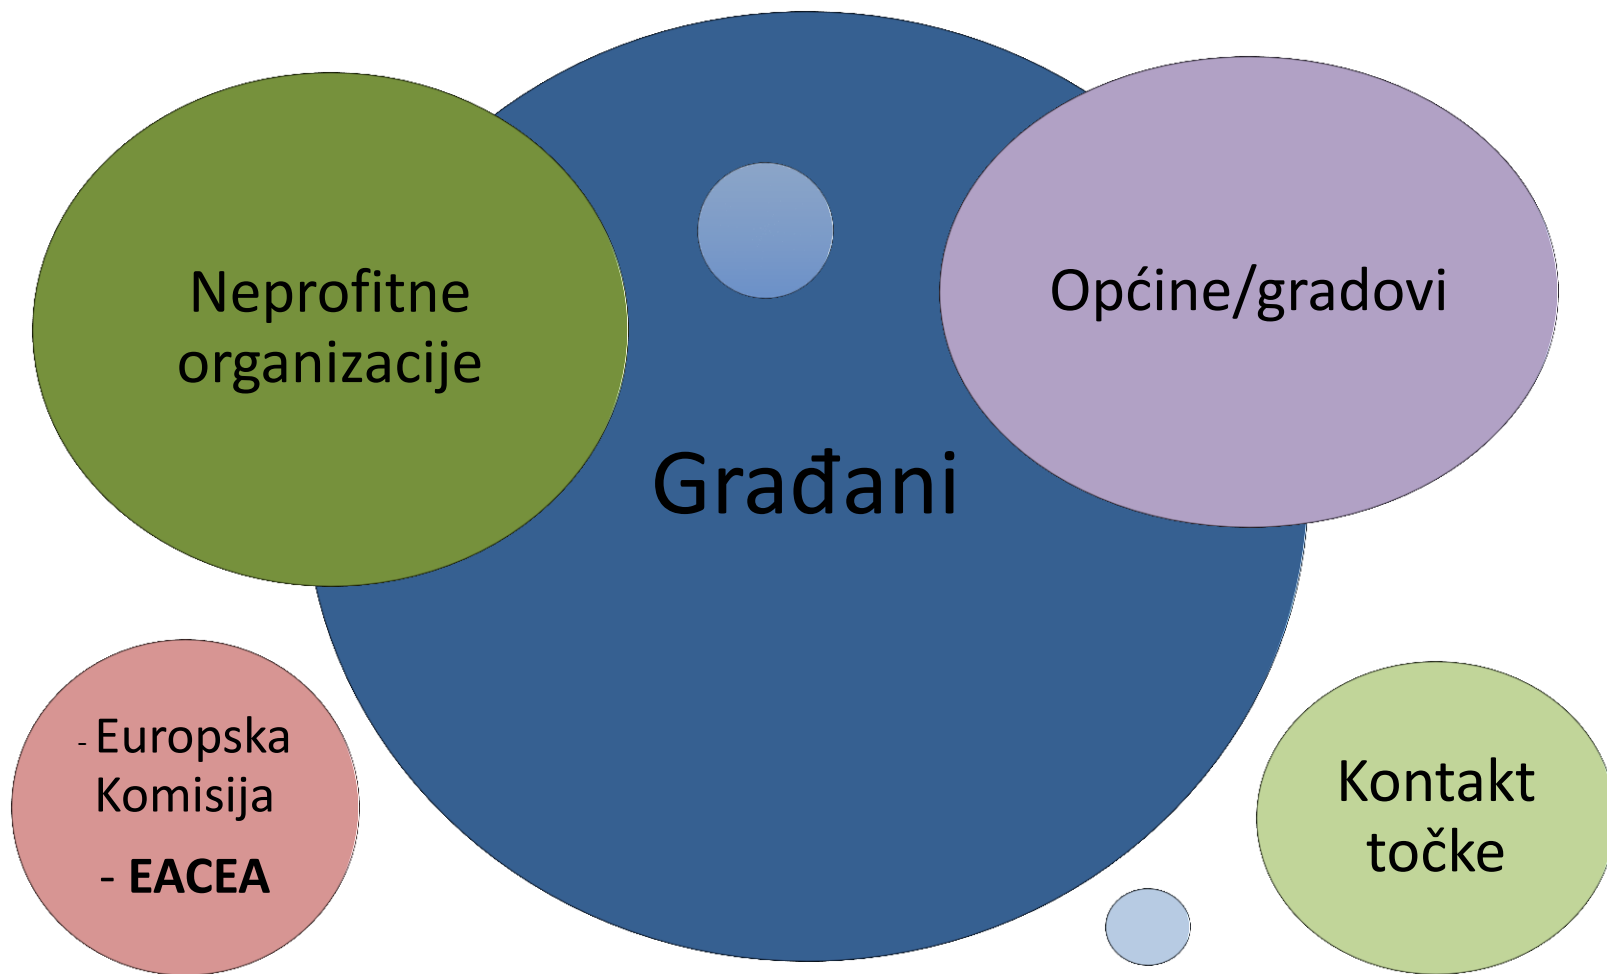 Neprofitne
organizacije
Općine/gradovi
Građani
- Europska
Komisija
- EACEA
Kontakt
točke